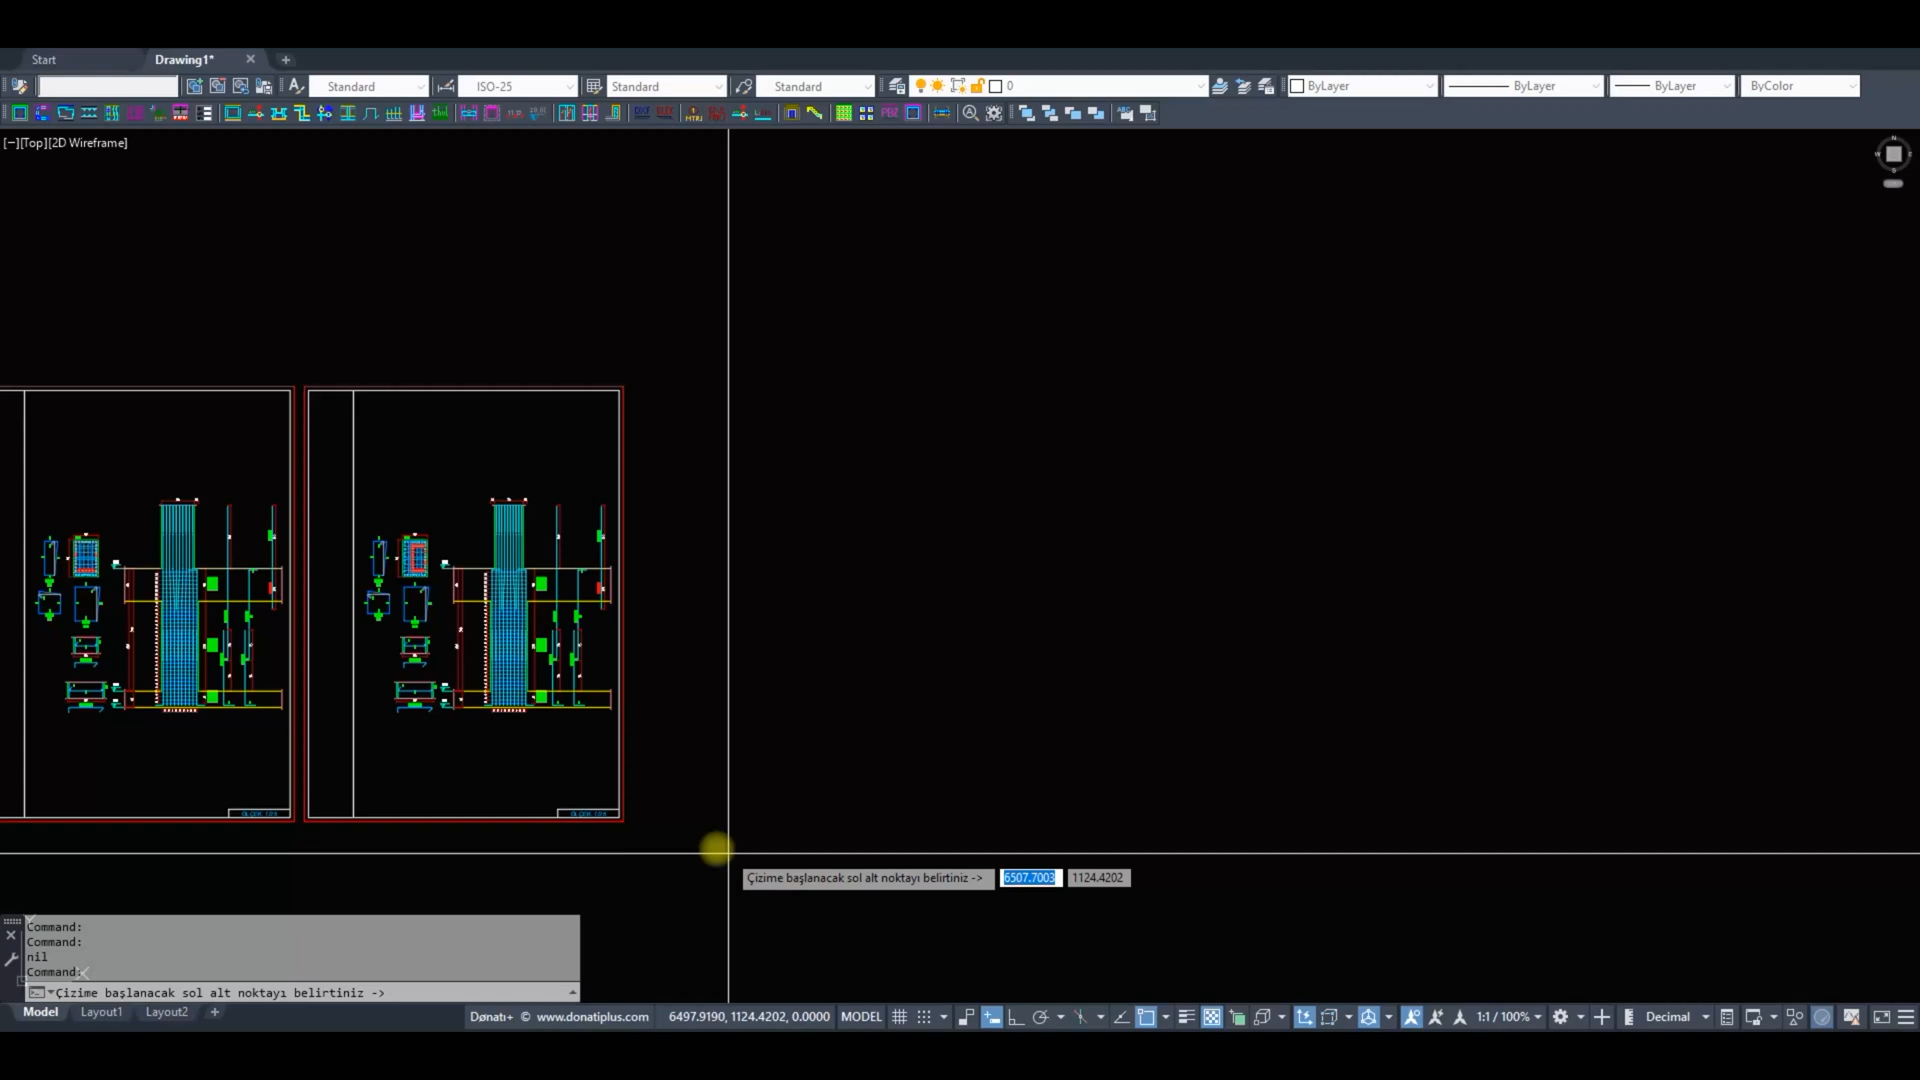 Start
Drawing1*
Standard
ISO-25
Standard
Standard
0
ByLayer
ByLayer
ByLayer
ByColor
[−][Top][2D Wireframe]
Çizime başlanacak sol alt noktayı belirtiniz -> 6507.7003 1124.4202
Command:
Command:
nil
Command:
Çizime başlanacak sol alt noktayı belirtiniz ->
Model
Layout1
Layout2
Dønatı+ © www.donatiplus.com
6497.9190, 1124.4202, 0.0000
MODEL
1:1 / 100%
Decimal